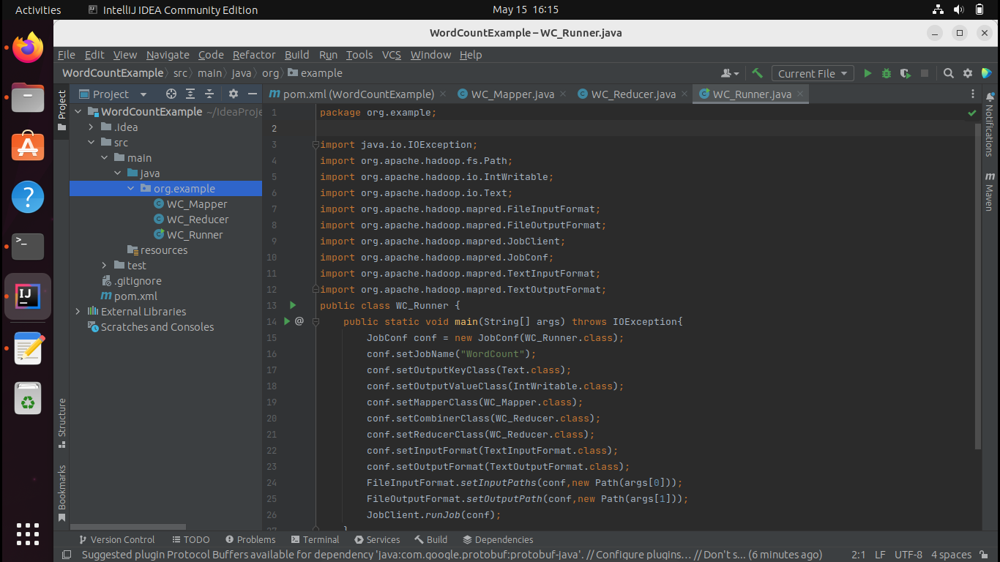 Activities IntelliJ IDEA Community Edition May 15 16:15
WordCountExample – WC_Runner.java
File Edit View Navigate Code Refactor Build Run Tools VCS Window Help
WordCountExample src main java org example Current File
Project Project pom.xml (WordCountExample) WC_Mapper.java WC_Reducer.java WC_Runner.java
WordCountExample ~/IdeaProje
.idea
src
main
java
org.example
WC_Mapper
WC_Reducer
WC_Runner
resources
test
.gitignore
pom.xml
External Libraries
Scratches and Consoles
Structure
Bookmarks
1 package org.example;
2
3 import java.io.IOException;
4 import org.apache.hadoop.fs.Path;
5 import org.apache.hadoop.io.IntWritable;
6 import org.apache.hadoop.io.Text;
7 import org.apache.hadoop.mapred.FileInputFormat;
8 import org.apache.hadoop.mapred.FileOutputFormat;
9 import org.apache.hadoop.mapred.JobClient;
10 import org.apache.hadoop.mapred.JobConf;
11 import org.apache.hadoop.mapred.TextInputFormat;
12 import org.apache.hadoop.mapred.TextOutputFormat;
13 public class WC_Runner {
14 @ public static void main(String[] args) throws IOException{
15 JobConf conf = new JobConf(WC_Runner.class);
16 conf.setJobName("WordCount");
17 conf.setOutputKeyClass(Text.class);
18 conf.setOutputValueClass(IntWritable.class);
19 conf.setMapperClass(WC_Mapper.class);
20 conf.setCombinerClass(WC_Reducer.class);
21 conf.setReducerClass(WC_Reducer.class);
22 conf.setInputFormat(TextInputFormat.class);
23 conf.setOutputFormat(TextOutputFormat.class);
24 FileInputFormat.setInputPaths(conf,new Path(args[0]));
25 FileOutputFormat.setOutputPath(conf,new Path(args[1]));
26 JobClient.runJob(conf);
27 }
Notifications
m Maven
Version Control TODO Problems Terminal Services Build Dependencies
Suggested plugin Protocol Buffers available for dependency 'java:com.google.protobuf:protobuf-java'. // Configure plugins... // Don't s... (6 minutes ago) 2:1 LF UTF-8 4 spaces